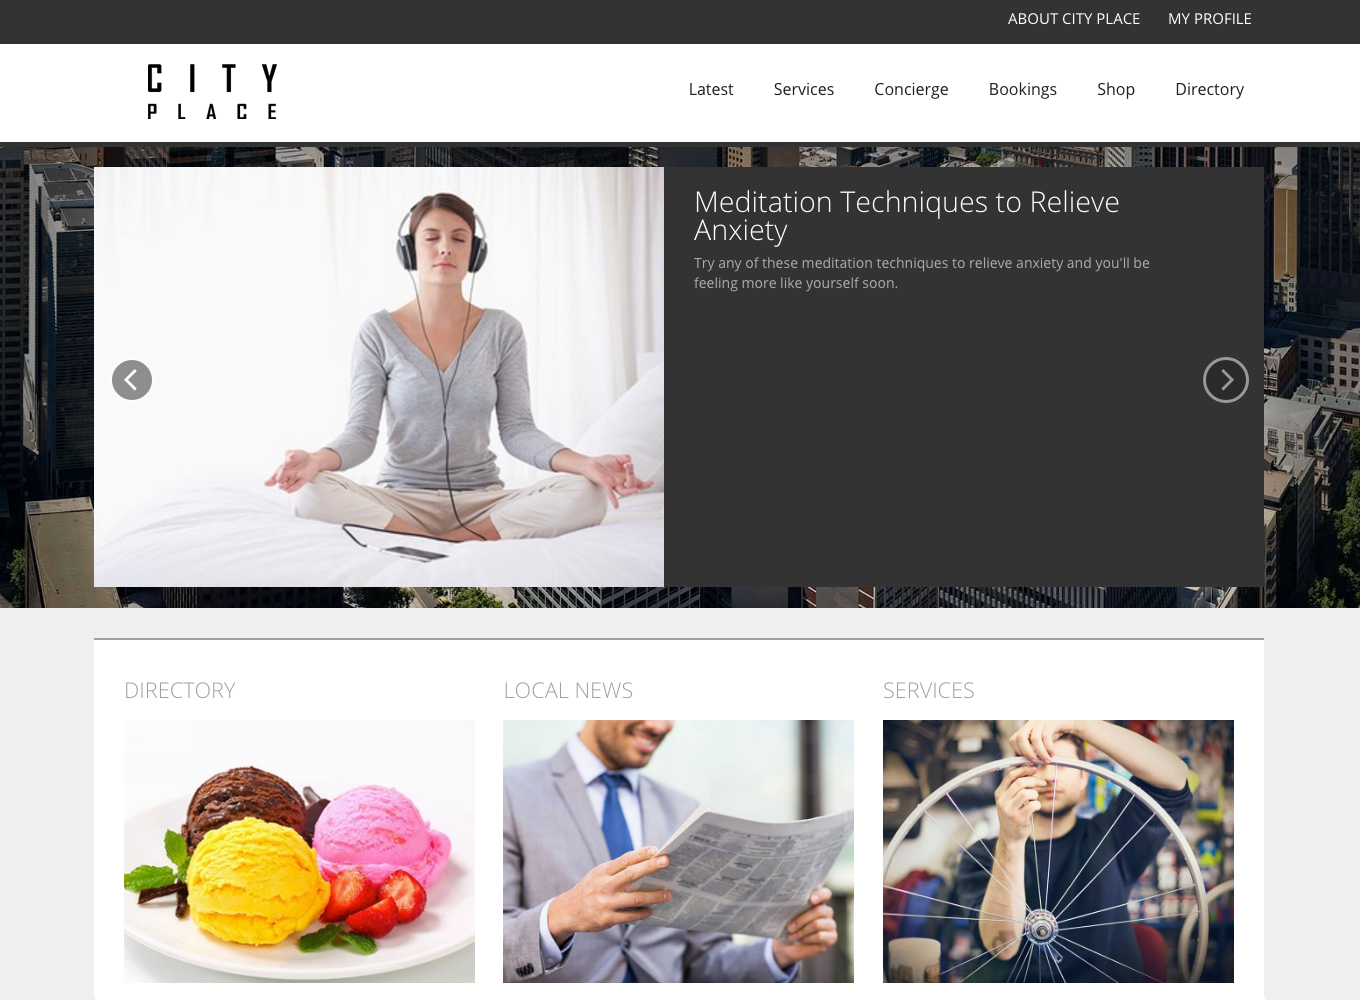 ABOUT CITY PLACE MY PROFILE
CITY
PLACE
Latest Services Concierge Bookings Shop Directory
Meditation Techniques to Relieve
Anxiety
Try any of these meditation techniques to relieve anxiety and you'll be
feeling more like yourself soon.
DIRECTORY LOCAL NEWS SERVICES